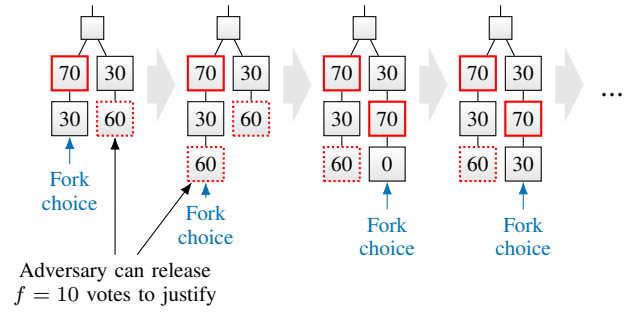 70 30 70 30 70 30 70 30
30 60 30 60 30 70 30 70 ...
60 60 0 60 30
Fork
choice
Fork
choice
Fork
choice
Fork
choice
Adversary can release
f = 10 votes to justify